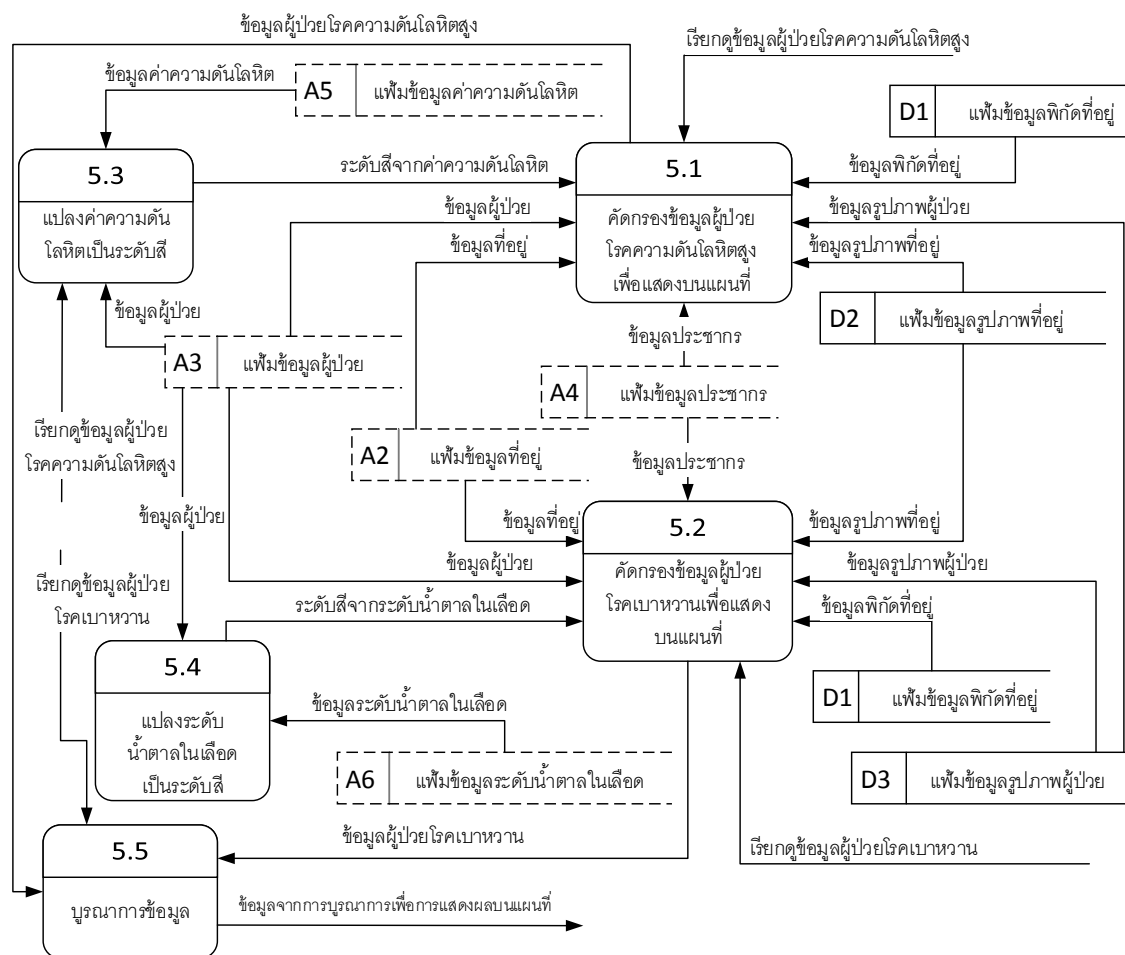 ข้อมูลผู้ป่วยโรคความดันโลหิตสูง
เรียกดูข้อมูลผู้ป่วยโรคความดันโลหิตสูง
ข้อมูลค่าความดันโลหิต
A5
แฟ้มข้อมูลค่าความดันโลหิต
D1
แฟ้มข้อมูลพิกัดที่อยู่
5.3
แปลงค่าความดัน
โลหิตเป็นระดับสี
ระดับสีจากค่าความดันโลหิต
5.1
คัดกรองข้อมูลผู้ป่วย
โรคความดันโลหิตสูง
เพื่อแสดงบนแผนที่
ข้อมูลพิกัดที่อยู่
ข้อมูลผู้ป่วย
ข้อมูลรูปภาพผู้ป่วย
ข้อมูลที่อยู่
ข้อมูลรูปภาพที่อยู่
ข้อมูลผู้ป่วย
D2
แฟ้มข้อมูลรูปภาพที่อยู่
ข้อมูลประชากร
A3
แฟ้มข้อมูลผู้ป่วย
A4
แฟ้มข้อมูลประชากร
เรียกดูข้อมูลผู้ป่วย
โรคความดันโลหิตสูง
A2
แฟ้มข้อมูลที่อยู่
ข้อมูลประชากร
ข้อมูลผู้ป่วย
ข้อมูลที่อยู่
5.2
คัดกรองข้อมูลผู้ป่วย
โรคเบาหวานเพื่อแสดง
บนแผนที่
ข้อมูลรูปภาพที่อยู่
ข้อมูลผู้ป่วย
ข้อมูลรูปภาพผู้ป่วย
เรียกดูข้อมูลผู้ป่วย
โรคเบาหวาน
ระดับสีจากระดับน้ำตาลในเลือด
ข้อมูลพิกัดที่อยู่
5.4
แปลงระดับ
น้ำตาลในเลือด
เป็นระดับสี
ข้อมูลระดับน้ำตาลในเลือด
D1
แฟ้มข้อมูลพิกัดที่อยู่
A6
แฟ้มข้อมูลระดับน้ำตาลในเลือด
D3
แฟ้มข้อมูลรูปภาพผู้ป่วย
5.5
บูรณาการข้อมูล
ข้อมูลผู้ป่วยโรคเบาหวาน
เรียกดูข้อมูลผู้ป่วยโรคเบาหวาน
ข้อมูลจากการบูรณาการเพื่อการแสดงผลบนแผนที่